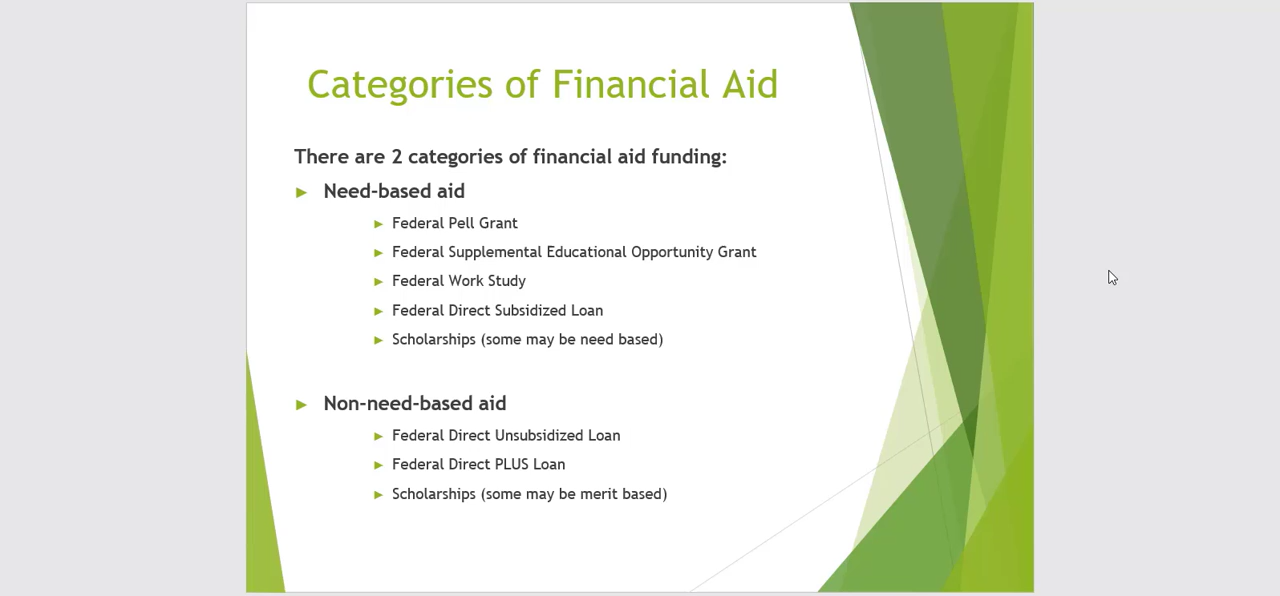 Categories of Financial Aid
There are 2 categories of financial aid funding:
Need-based aid
Federal Pell Grant
Federal Supplemental Educational Opportunity Grant
Federal Work Study
Federal Direct Subsidized Loan
Scholarships (some may be need based)
Non-need-based aid
Federal Direct Unsubsidized Loan
Federal Direct PLUS Loan
Scholarships (some may be merit based)